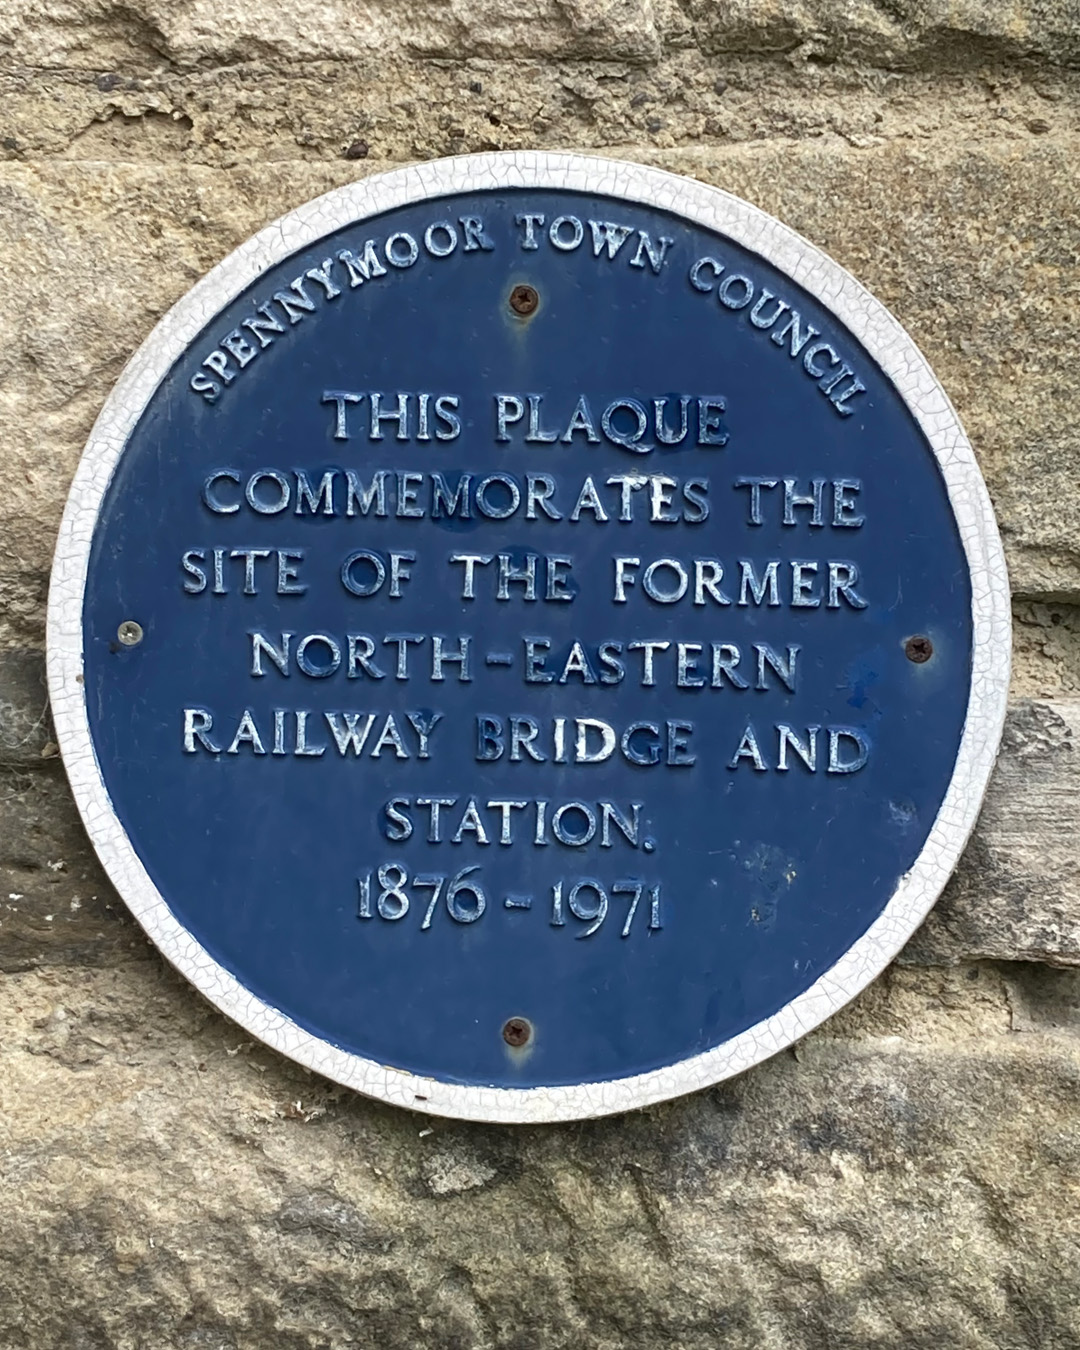 SPENNYMOOR TOWN COUNCIL
THIS PLAQUE
COMMEMORATES THE
SITE OF THE FORMER
NORTH-EASTERN
RAILWAY BRIDGE AND
STATION.
1876-1971